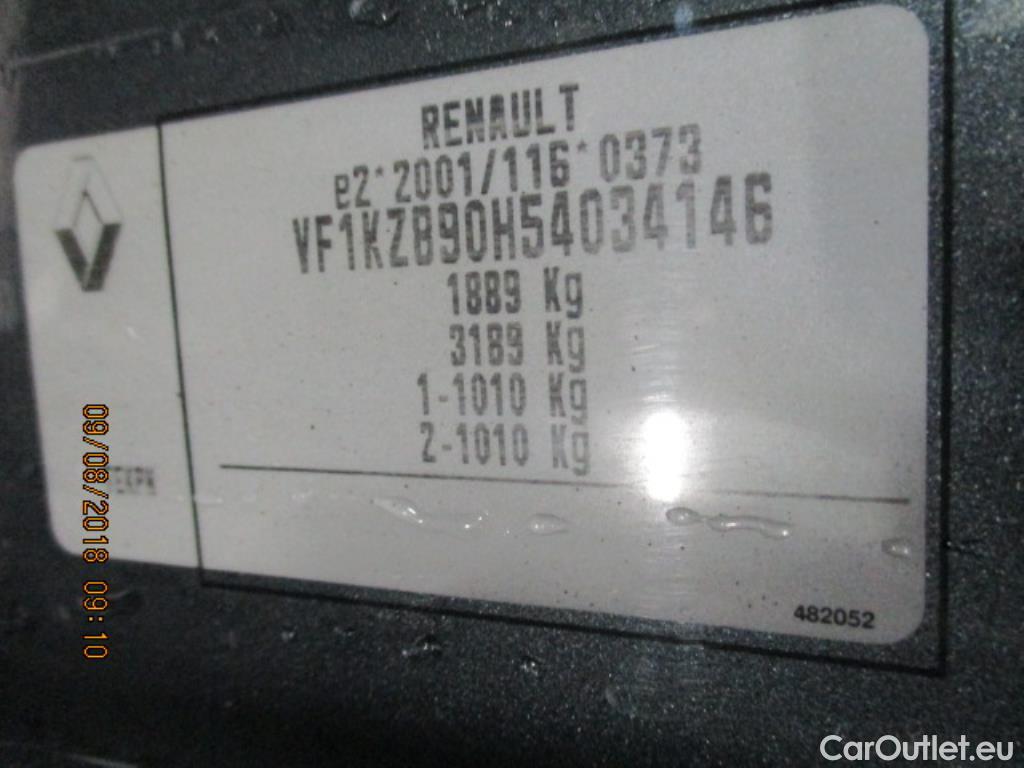 RENAULT
e2*2001/116*0373
VF1KZB90H54034146
1889 Kg
3189 Kg
1-1010 Kg
2-1010 Kg
482052
09/08/2018 09:10
CarOutlet.eu